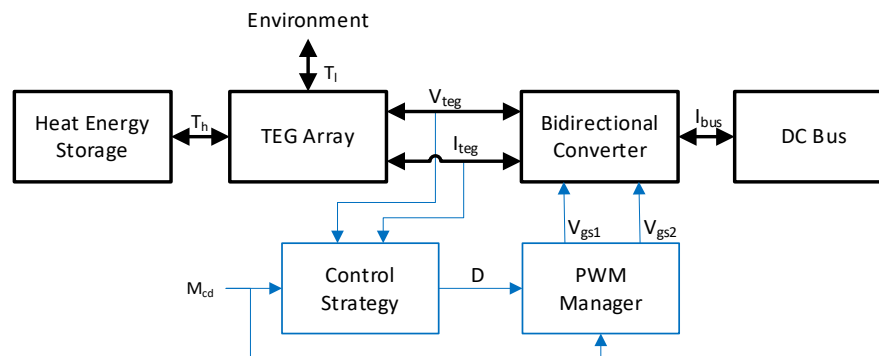 Environment
Tl
Vteg
Heat Energy
Storage
Th
TEG Array
Iteg
Bidirectional
Converter
Ibus
DC Bus
Vgs1
Vgs2
Mcd
Control
Strategy
D
PWM
Manager